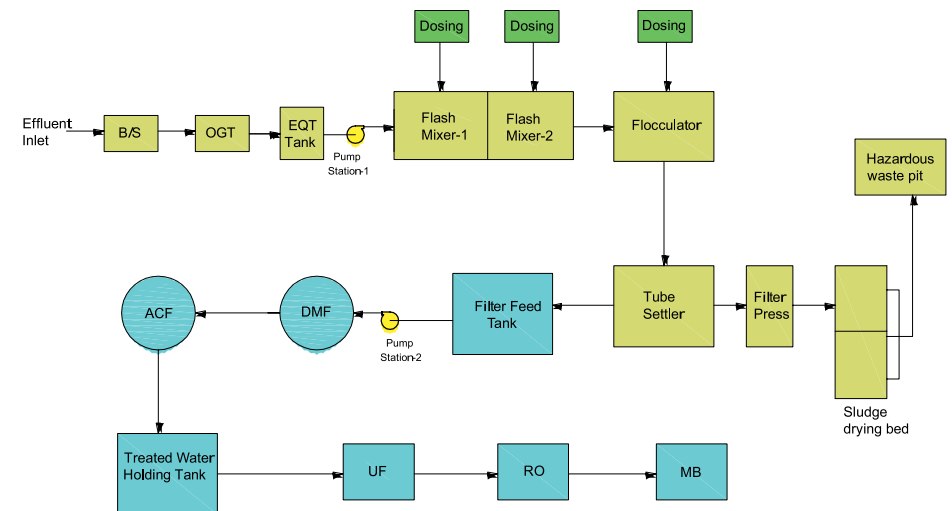 Dosing
Dosing
Dosing
Effluent
Inlet
B/S
OGT
EQT
Tank
Pump
Station-1
Flash
Mixer-1
Flash
Mixer-2
Flocculator
Hazardous
waste pit
ACF
DMF
Pump
Station-2
Filter Feed
Tank
Tube
Settler
Filter
Press
Sludge
drying bed
Treated Water
Holding Tank
UF
RO
MB